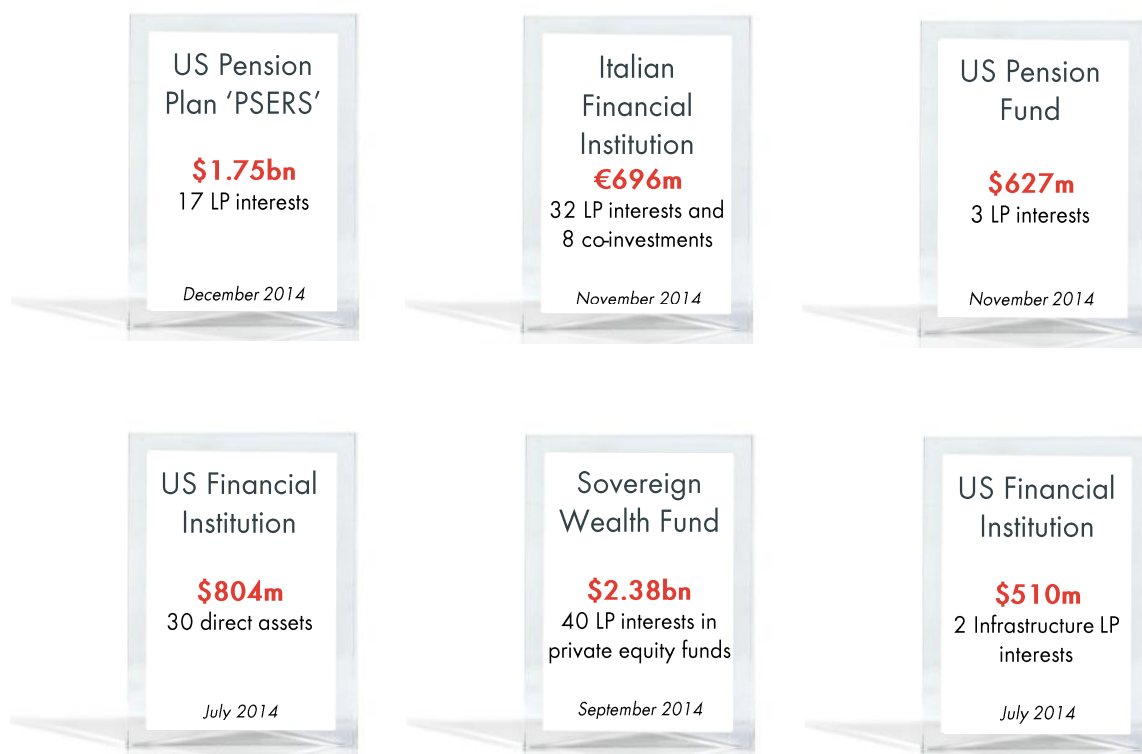 US Pension
Plan ‘PSERS’
$1.75bn
17 LP interests
December 2014
Italian
Financial
Institution
€696m
32 LP interests and
8 co-investments
November 2014
US Pension
Fund
$627m
3 LP interests
November 2014
US Financial
Institution
$804m
30 direct assets
July 2014
Sovereign
Wealth Fund
$2.38bn
40 LP interests in
private equity funds
September 2014
US Financial
Institution
$510m
2 Infrastructure LP
interests
July 2014